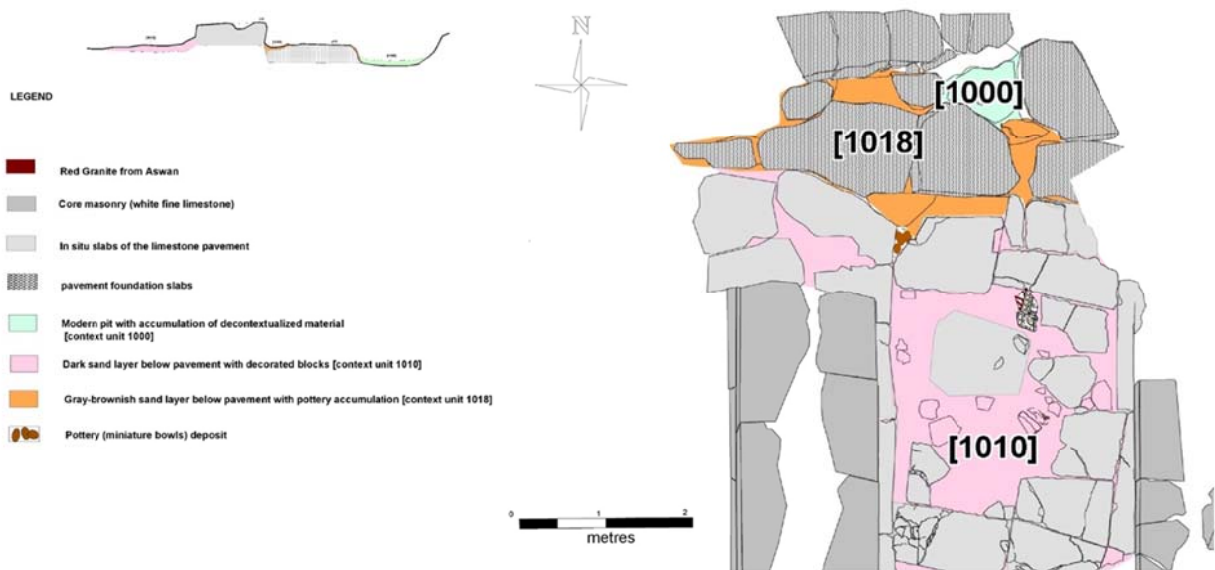 N
LEGEND
Red Granite from Aswan
Core masonry (white fine limestone)
In situ slabs of the limestone pavement
pavement foundation slabs
Modern pit with accumulation of decontextualized material
[context unit 1000]
Dark sand layer below pavement with decorated blocks [context unit 1010]
Gray-brownish sand layer below pavement with pottery accumulation [context unit 1018]
Pottery (miniature bowls) deposit
[1000]
[1018]
[1010]
0 1 2
metres